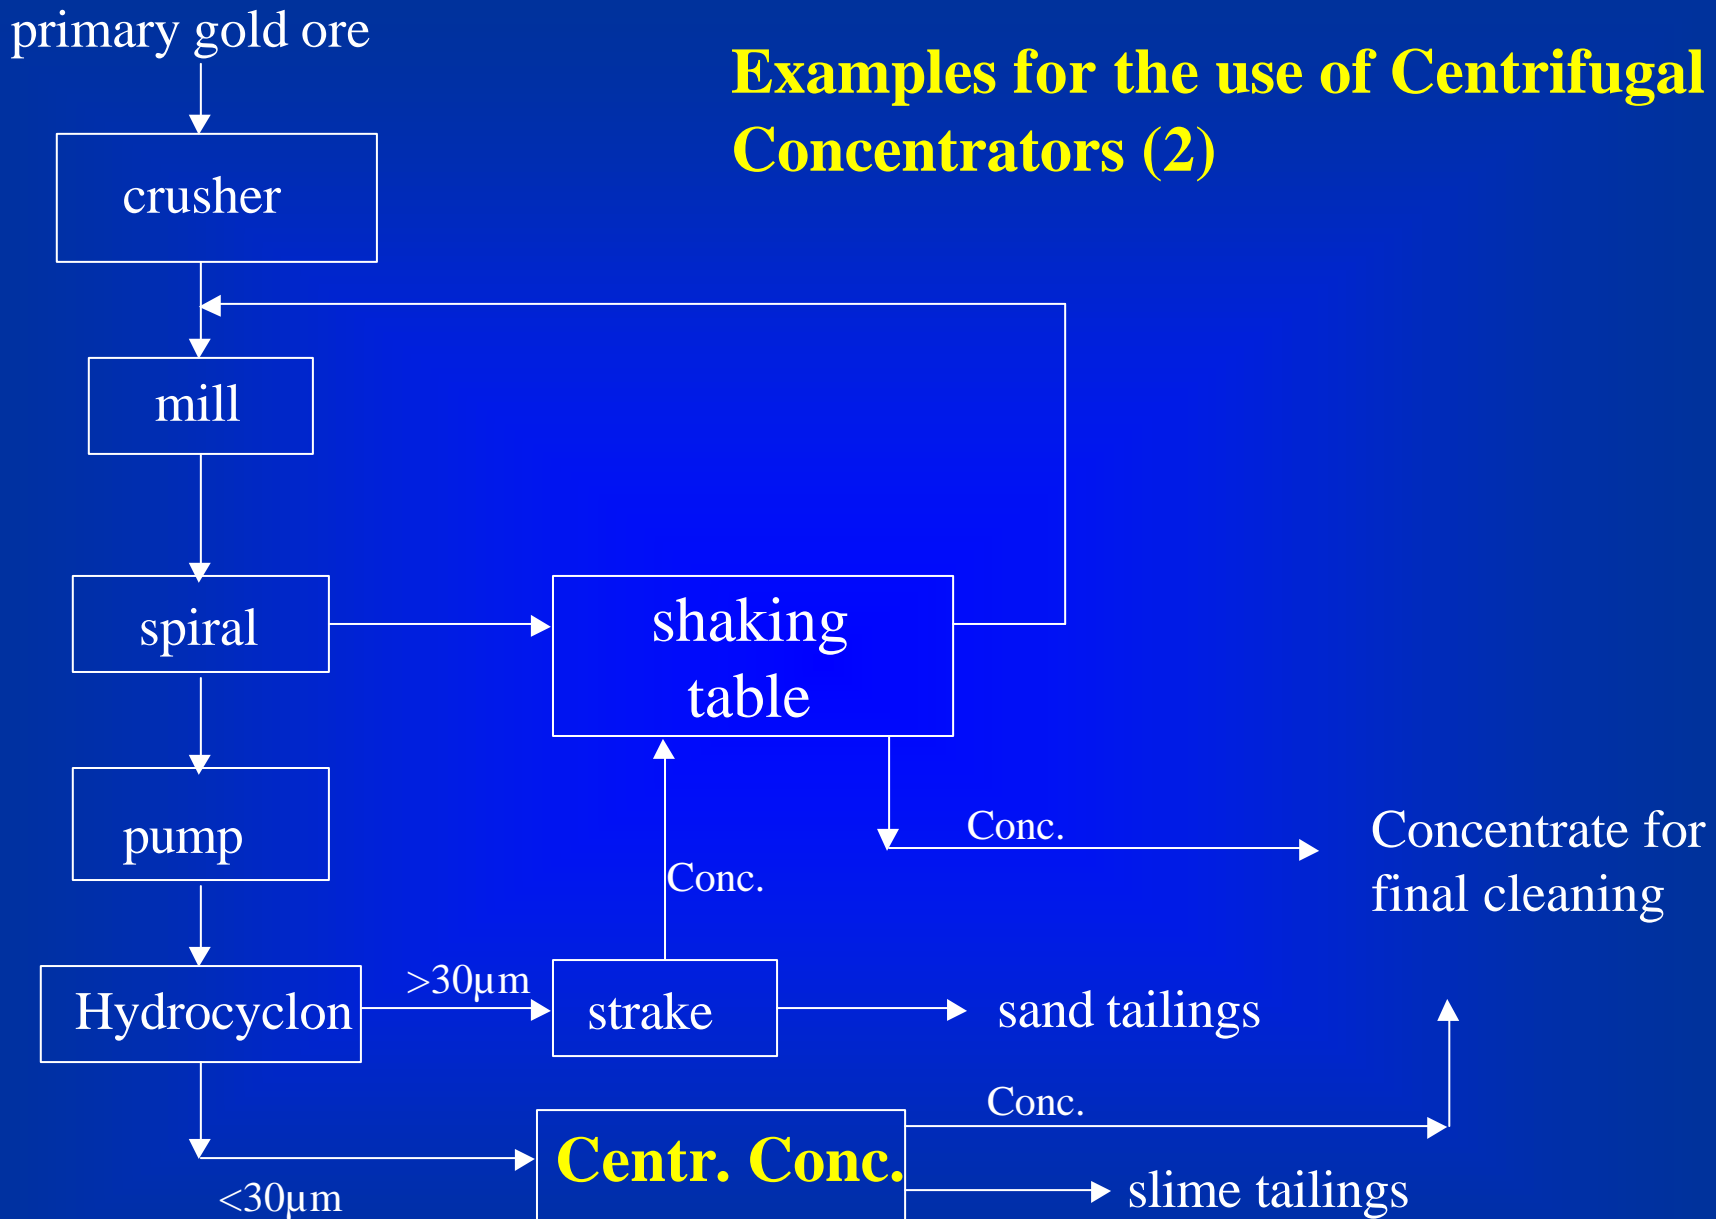 primary gold ore
Examples for the use of Centrifugal
Concentrators (2)
crusher
mill
spiral
shaking
table
pump
Conc.
Conc.
Concentrate for
final cleaning
Hydrocyclon
>30µm
strake
sand tailings
Conc.
Centr. Conc.
<30µm
slime tailings